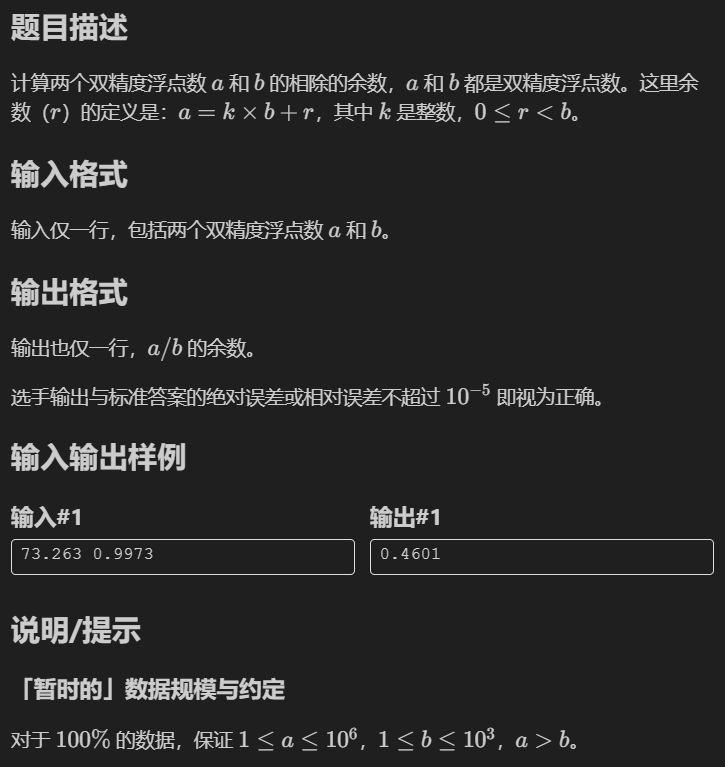 题目描述
计算两个双精度浮点数 a 和 b 的相除的余数，a 和 b 都是双精度浮点数。这里余
数（r）的定义是：a = k × b + r，其中 k 是整数，0 ≤ r < b。
输入格式
输入仅一行，包括两个双精度浮点数 a 和 b。
输出格式
输出也仅一行，a/b 的余数。
选手输出与标准答案的绝对误差或相对误差不超过 10⁻⁵ 即视为正确。
输入输出样例
输入#1 输出#1
73.263 0.9973 0.4601
说明/提示
「暂时的」数据规模与约定
对于 100% 的数据，保证 1 ≤ a ≤ 10⁶，1 ≤ b ≤ 10³，a > b。